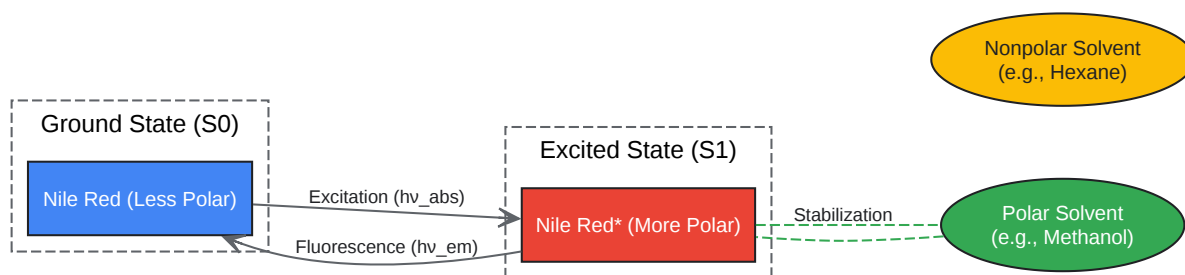 Ground State (S0)
Nile Red (Less Polar)
Excitation (hν_abs)
Fluorescence (hν_em)
Excited State (S1)
Nile Red* (More Polar)
Stabilization
Nonpolar Solvent
(e.g., Hexane)
Polar Solvent
(e.g., Methanol)